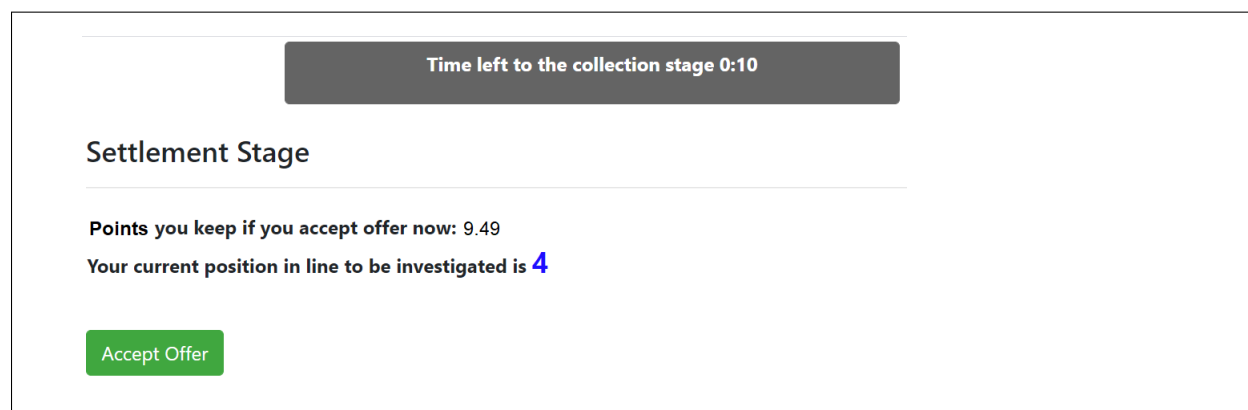 Time left to the collection stage 0:10
Settlement Stage
Points you keep if you accept offer now: 9.49
Your current position in line to be investigated is 4
Accept Offer